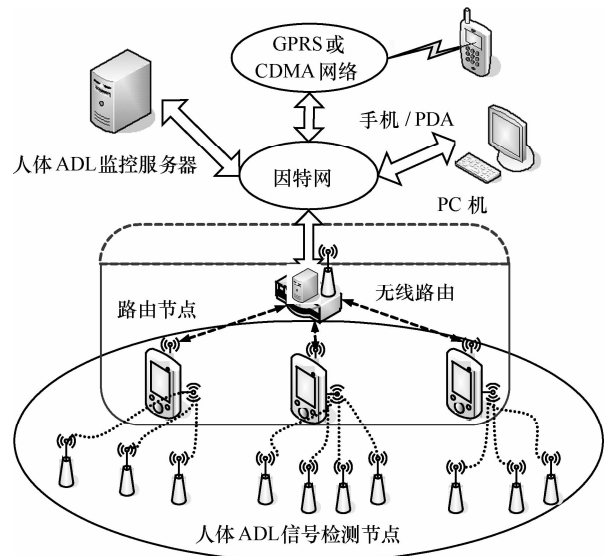 GPRS或
CDMA网络
手机/PDA
人体ADL监控服务器
因特网
PC机
无线路由
路由节点
人体ADL信号检测节点